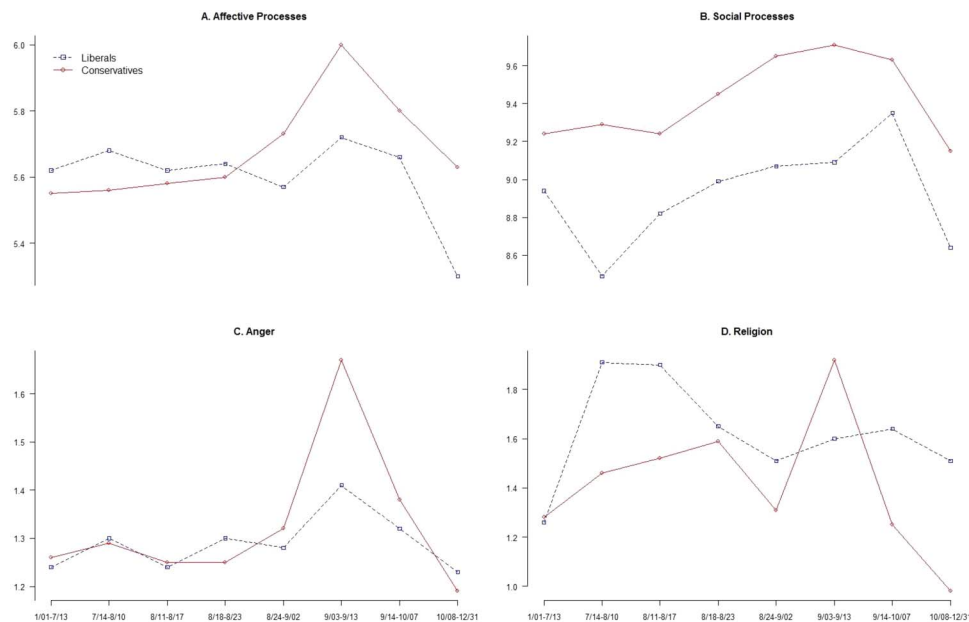 A. Affective Processes
6.0
5.8
5.6
5.4
Liberals
Conservatives
B. Social Processes
9.6
9.4
9.2
9.0
8.8
8.6
C. Anger
1.6
1.5
1.4
1.3
1.2
1/01-7/13 7/14-8/10 8/11-8/17 8/18-8/23 8/24-9/02 9/03-9/13 9/14-10/07 10/08-12/31
D. Religion
1.8
1.6
1.4
1.2
1.0
1/01-7/13 7/14-8/10 8/11-8/17 8/18-8/23 8/24-9/02 9/03-9/13 9/14-10/07 10/08-12/31